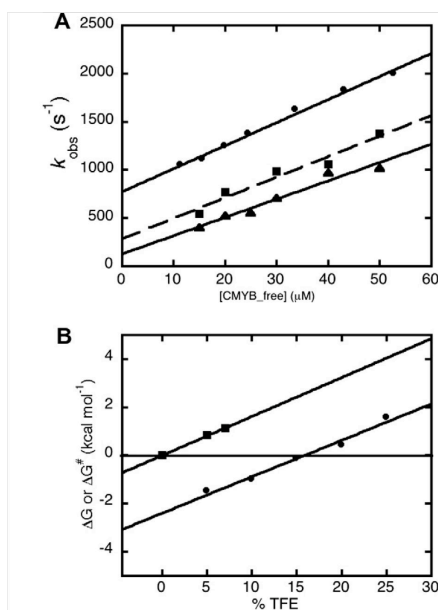 A
2500
2000
1500
1000
500
0
k obs (s-1)
0 10 20 30 40 50 60
[CMYB_free] (μM)
B
4
2
0
-2
-4
ΔG or ΔG# (kcal mol-1)
0 5 10 15 20 25 30
% TFE